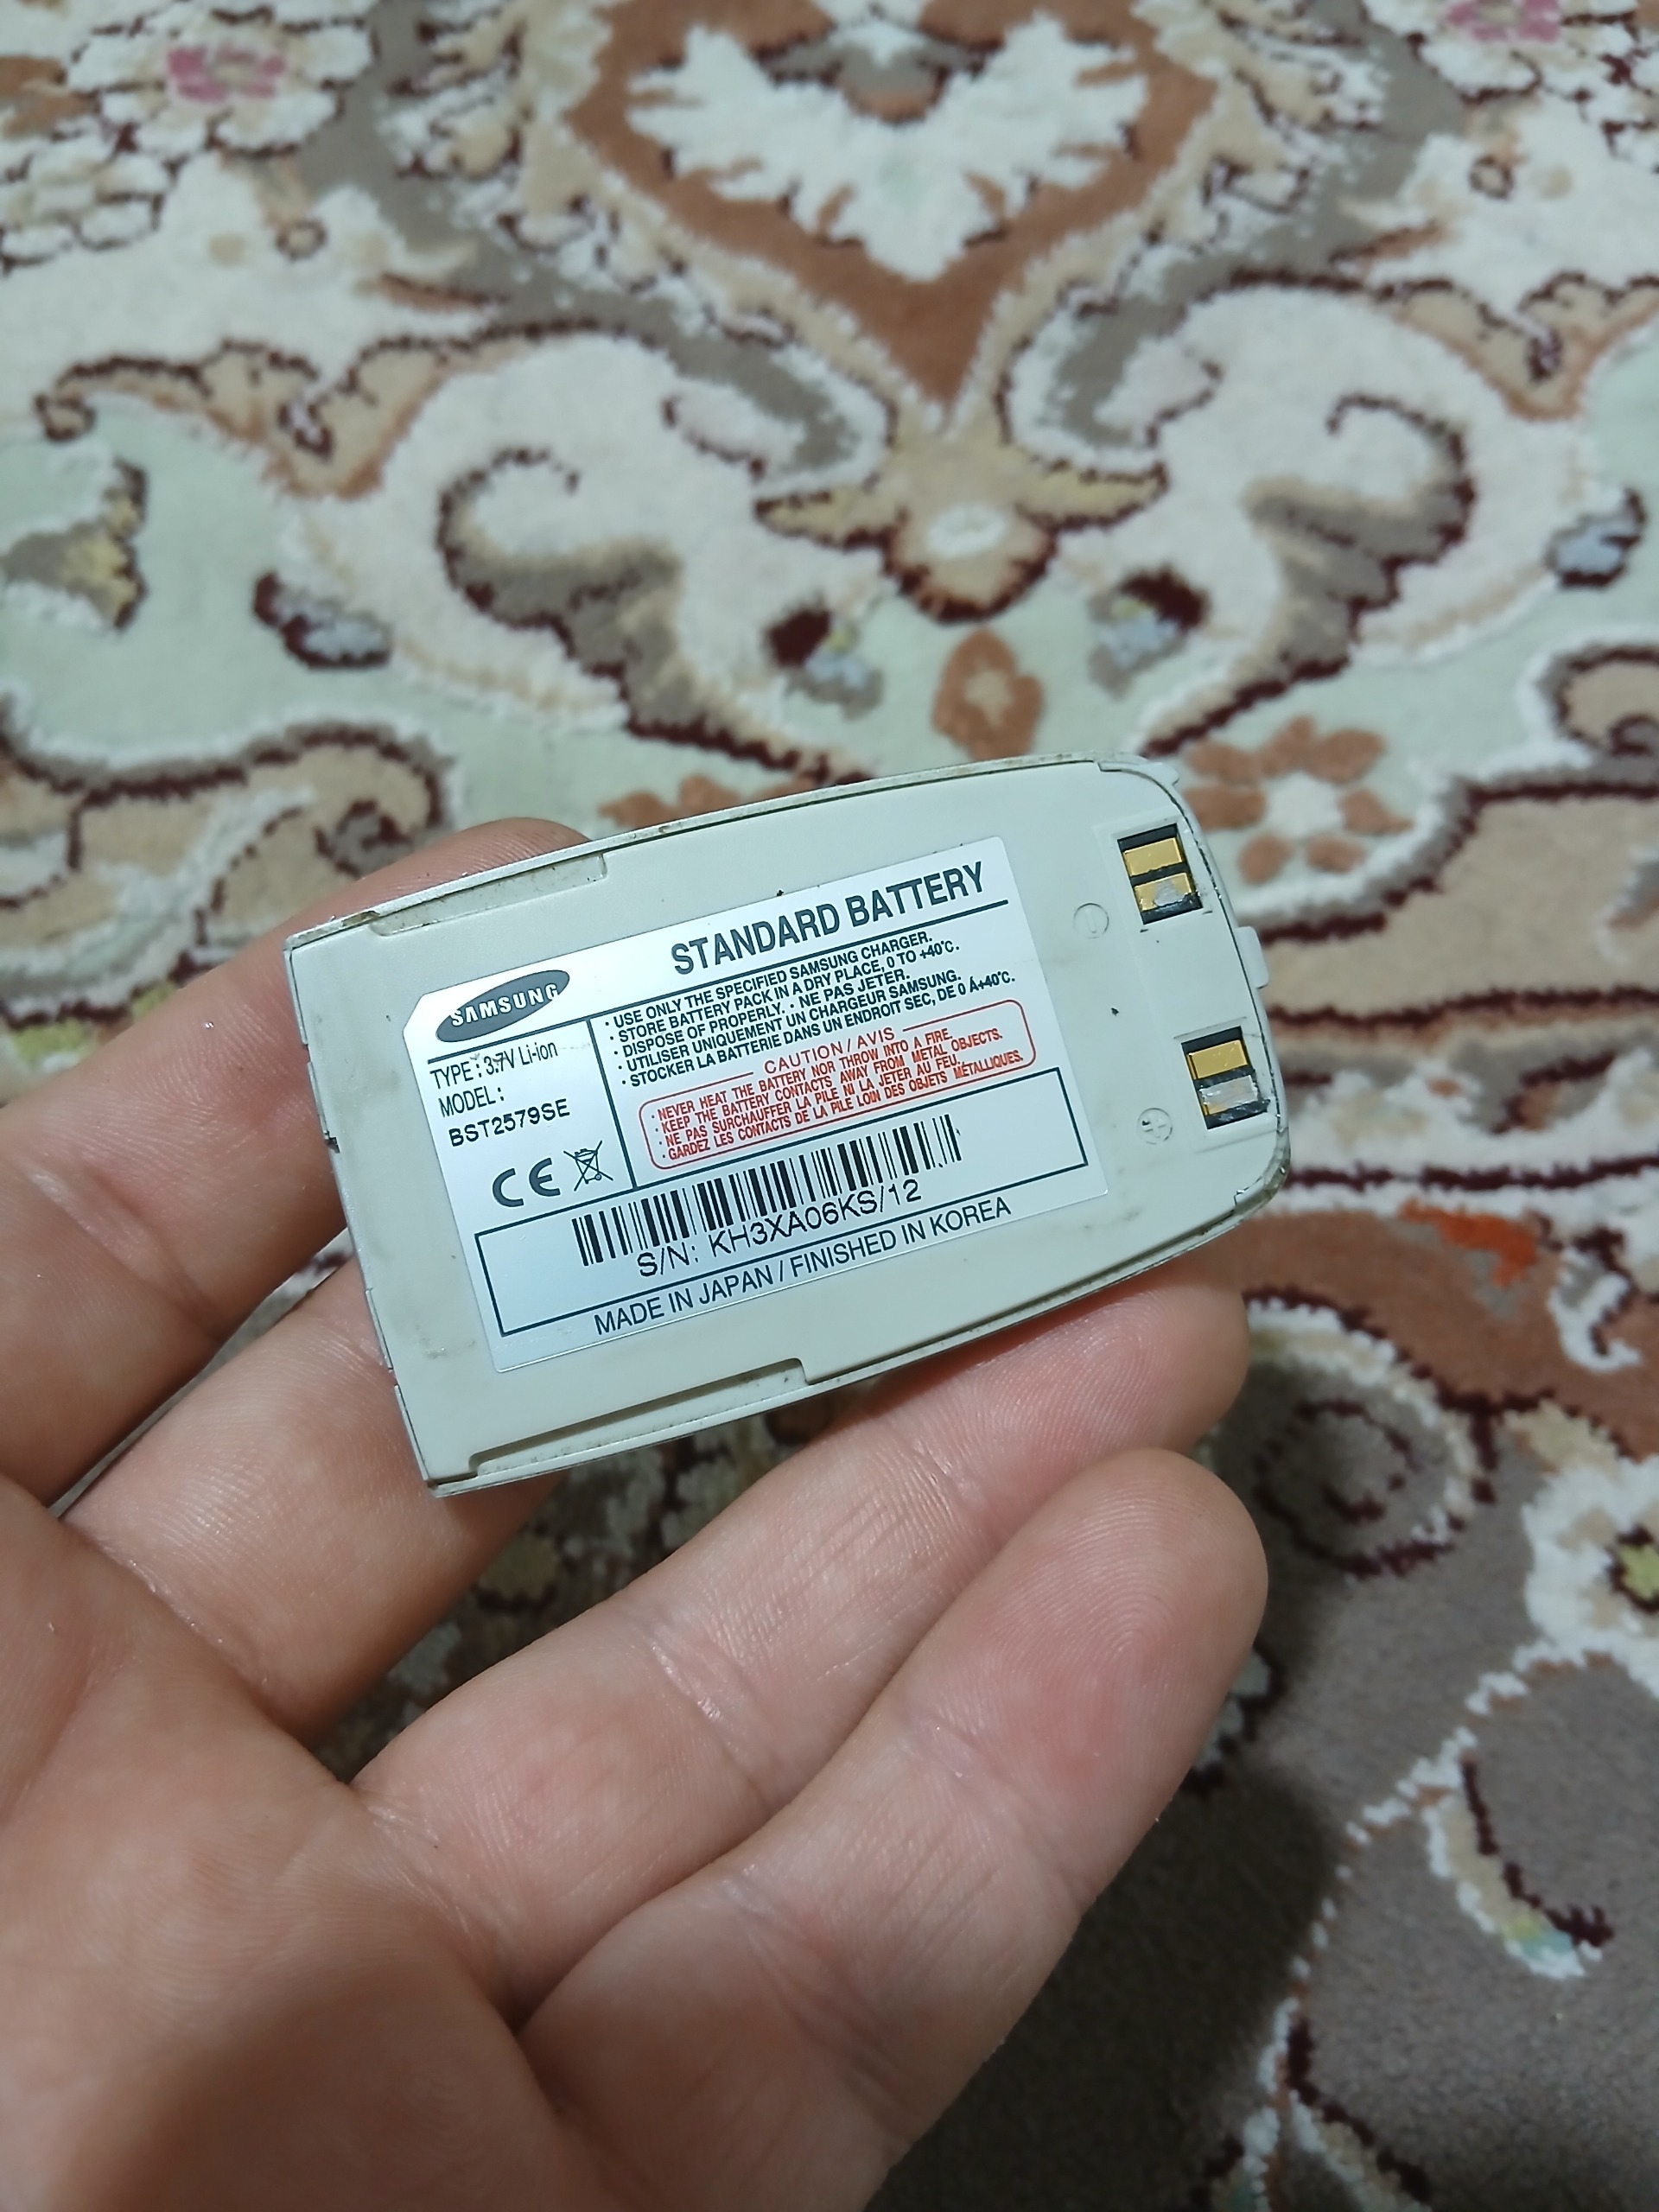 SAMSUNG
STANDARD BATTERY
TYPE : 3.7V Li-ion
MODEL :
BST2579SE
CE
· USE ONLY THE SPECIFIED SAMSUNG CHARGER.
· STORE BATTERY PACK IN A DRY PLACE, 0 TO +40°C.
· DISPOSE OF PROPERLY. · NE PAS JETER.
· UTILISER UNIQUEMENT UN CHARGEUR SAMSUNG.
· STOCKER LA BATTERIE DANS UN ENDROIT SEC, DE 0 Á+40°C.
CAUTION / AVIS
· NEVER HEAT THE BATTERY NOR THROW INTO A FIRE.
· KEEP THE BATTERY CONTACTS AWAY FROM METAL OBJECTS.
· NE PAS SURCHAUFFER LA PILE NI LA JETER AU FEU.
· GARDEZ LES CONTACTS DE LA PILE LOIN DES OBJETS MÉTALLIQUES.
S/N: KH3XA06KS/12
MADE IN JAPAN / FINISHED IN KOREA